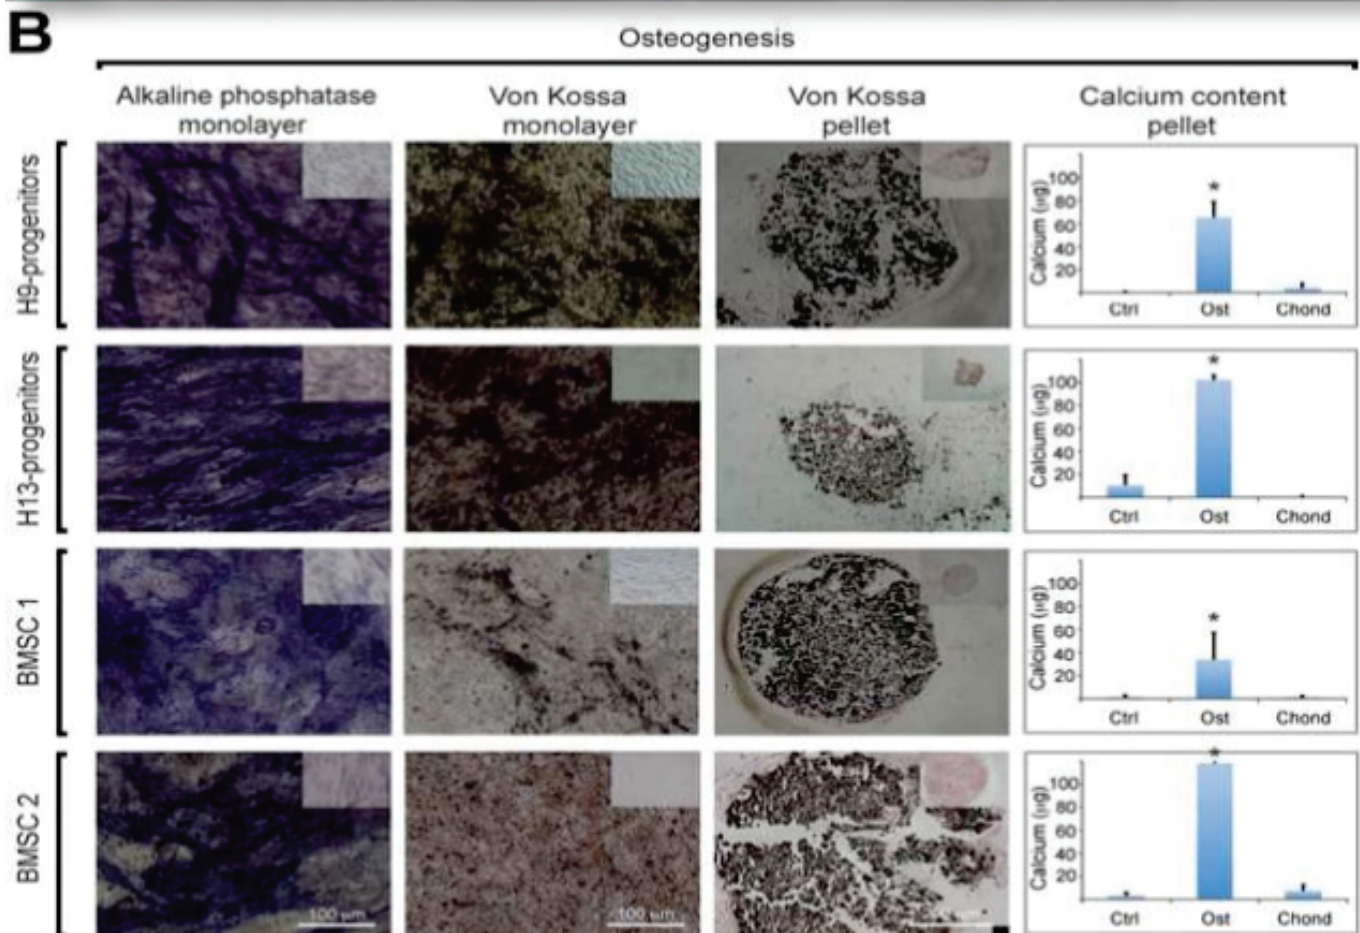 B
Osteogenesis
Alkaline phosphatase
monolayer
Von Kossa
monolayer
Von Kossa
pellet
Calcium content
pellet
H9-progenitors
Calcium (µg)
100
80
60
40
20
*
Ctrl
Ost
Chond
H13-progenitors
Calcium (µg)
100
80
60
40
20
*
Ctrl
Ost
Chond
BMSC 1
Calcium (µg)
100
80
60
40
20
*
Ctrl
Ost
Chond
BMSC 2
100 µm
100 µm
Calcium (µg)
100
80
60
40
20
*
Ctrl
Ost
Chond